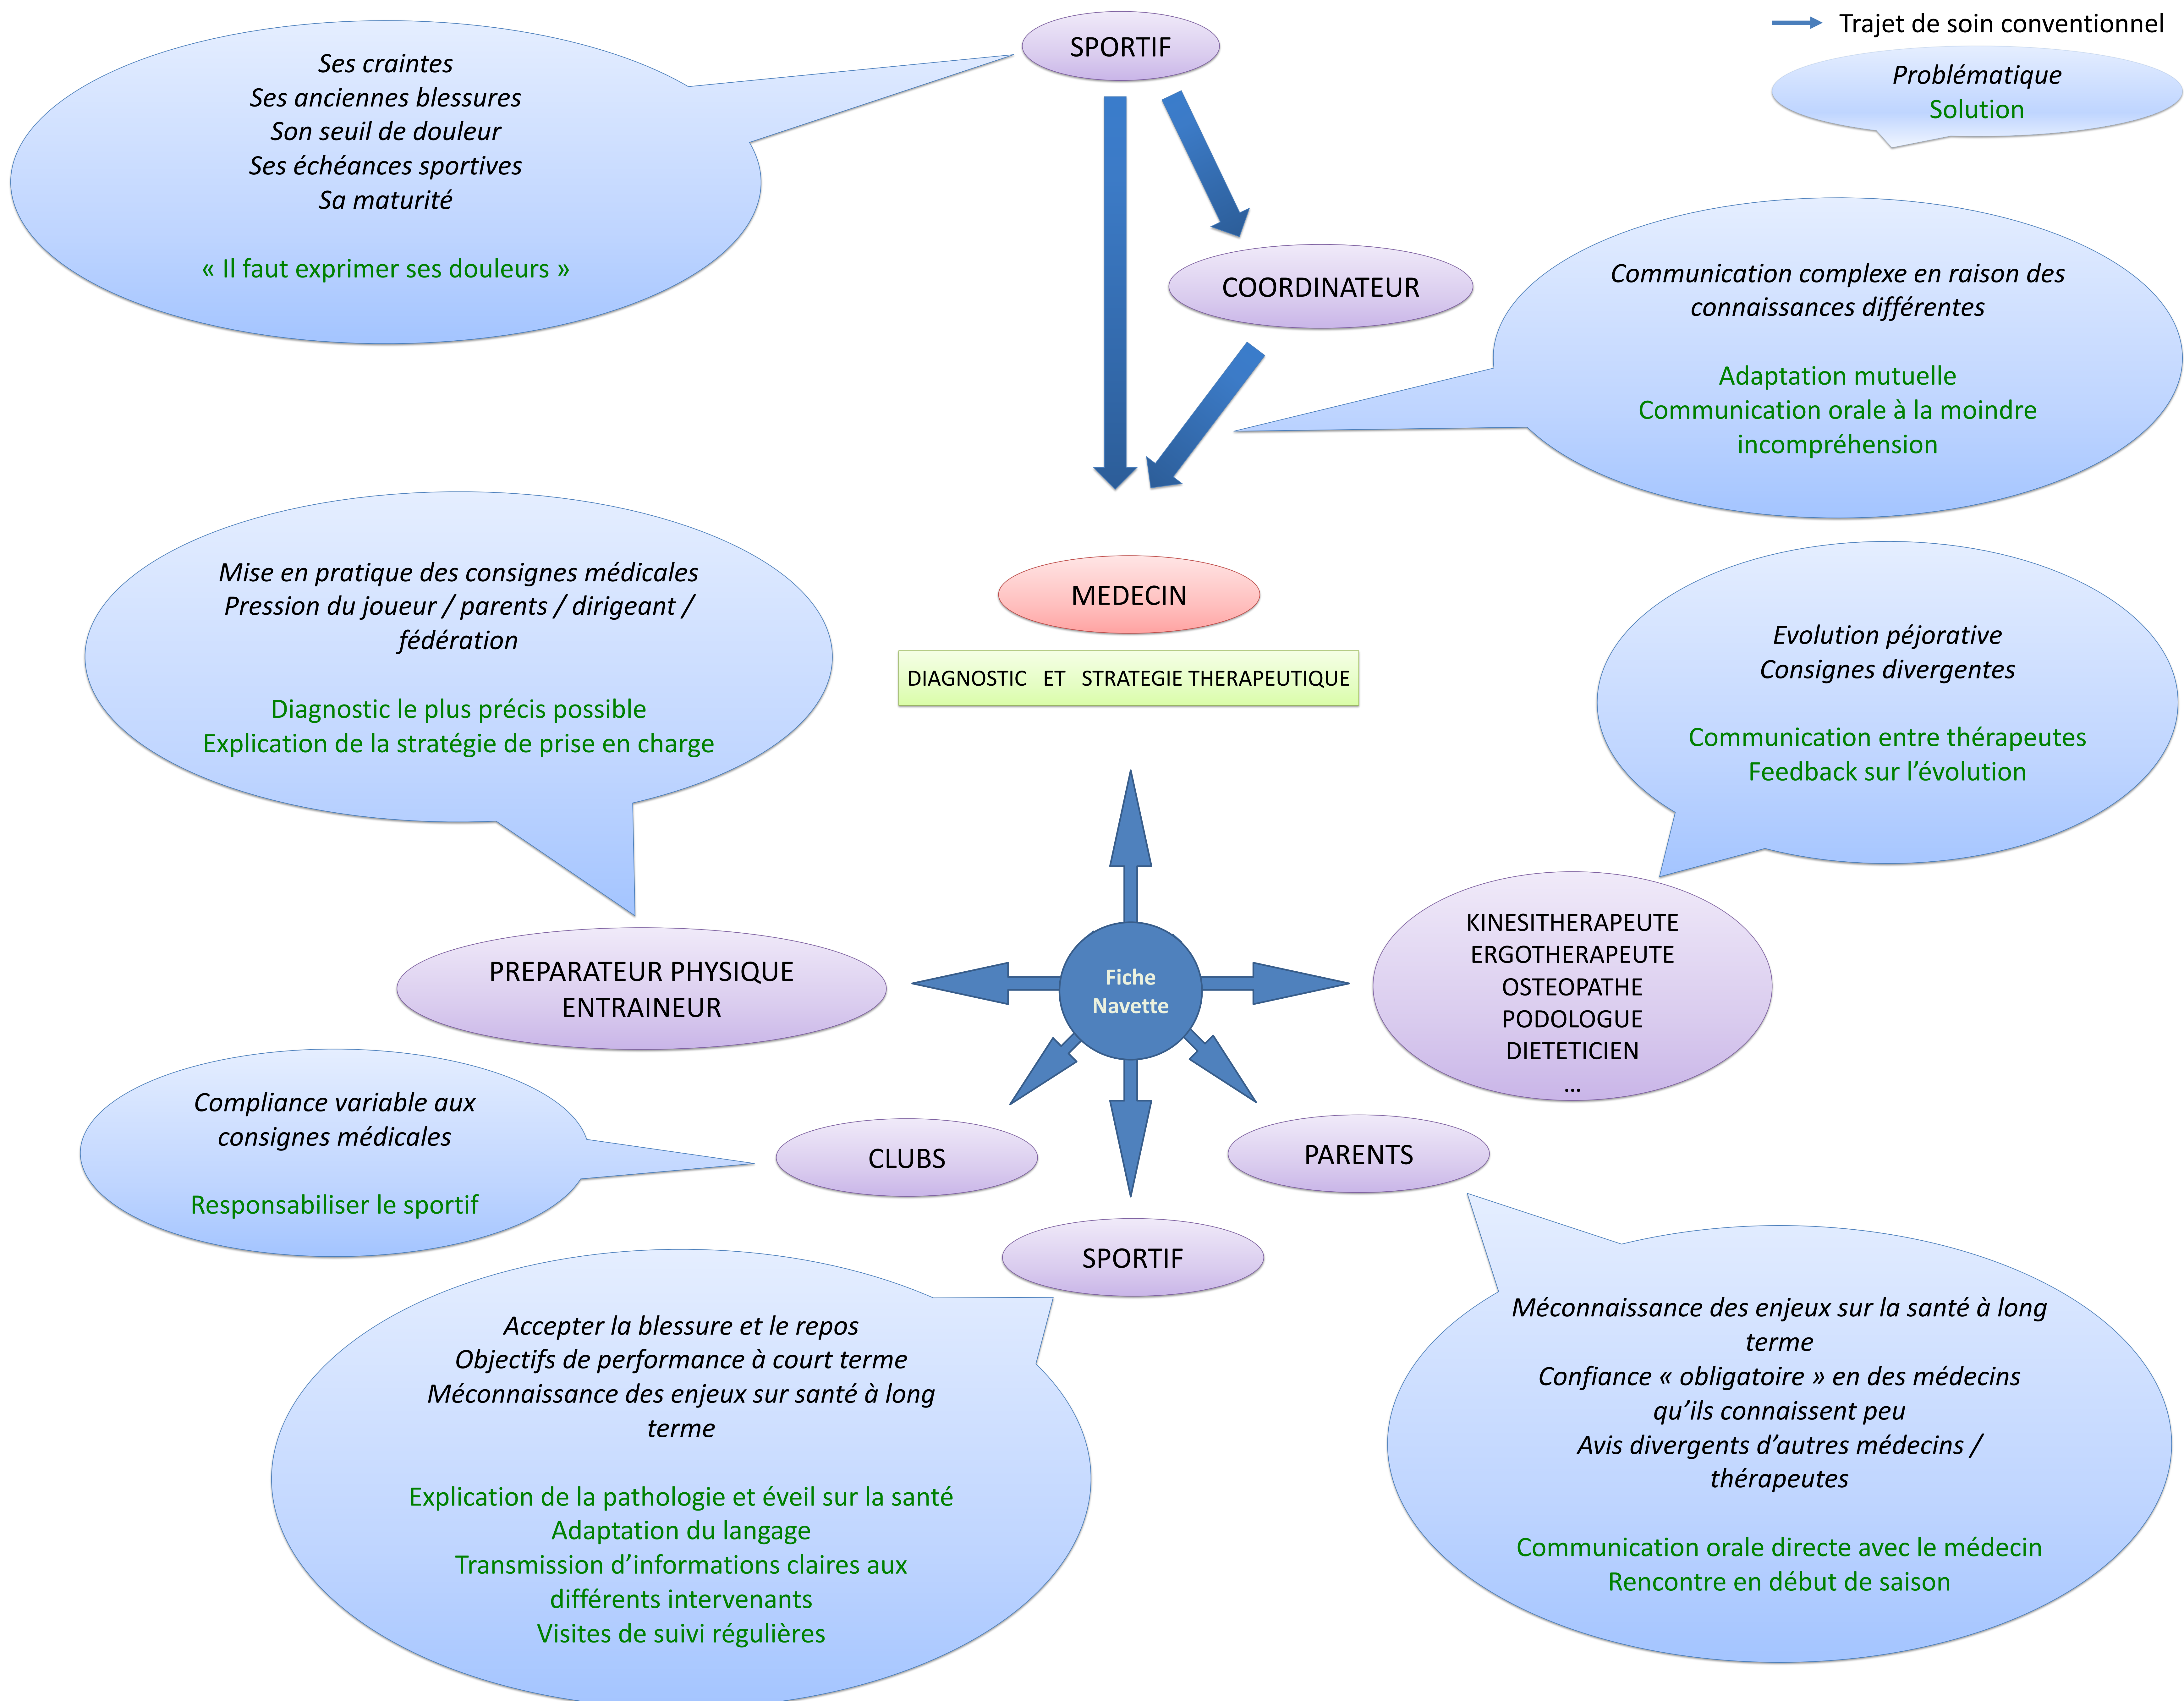 SPORTIF
Trajet de soin conventionnel
Problématique
Solution
Ses craintes
Ses anciennes blessures
Son seuil de douleur
Ses échéances sportives
Sa maturité
« Il faut exprimer ses douleurs »
COORDINATEUR
Communication complexe en raison des
connaissances différentes
Adaptation mutuelle
Communication orale à la moindre
incompréhension
Mise en pratique des consignes médicales
Pression du joueur / parents / dirigeant /
fédération
Diagnostic le plus précis possible
Explication de la stratégie de prise en charge
MEDECIN
DIAGNOSTIC ET STRATEGIE THERAPEUTIQUE
Evolution péjorative
Consignes divergentes
Communication entre thérapeutes
Feedback sur l’évolution
PREPARATEUR PHYSIQUE
ENTRAINEUR
Fiche
Navette
KINESITHERAPEUTE
ERGOTHERAPEUTE
OSTEOPATHE
PODOLOGUE
DIETETICIEN
...
Compliance variable aux
consignes médicales
Responsabiliser le sportif
CLUBS
PARENTS
SPORTIF
Accepter la blessure et le repos
Objectifs de performance à court terme
Méconnaissance des enjeux sur santé à long
terme
Explication de la pathologie et éveil sur la santé
Adaptation du langage
Transmission d’informations claires aux
différents intervenants
Visites de suivi régulières
Méconnaissance des enjeux sur la santé à long
terme
Confiance « obligatoire » en des médecins
qu’ils connaissent peu
Avis divergents d’autres médecins /
thérapeutes
Communication orale directe avec le médecin
Rencontre en début de saison